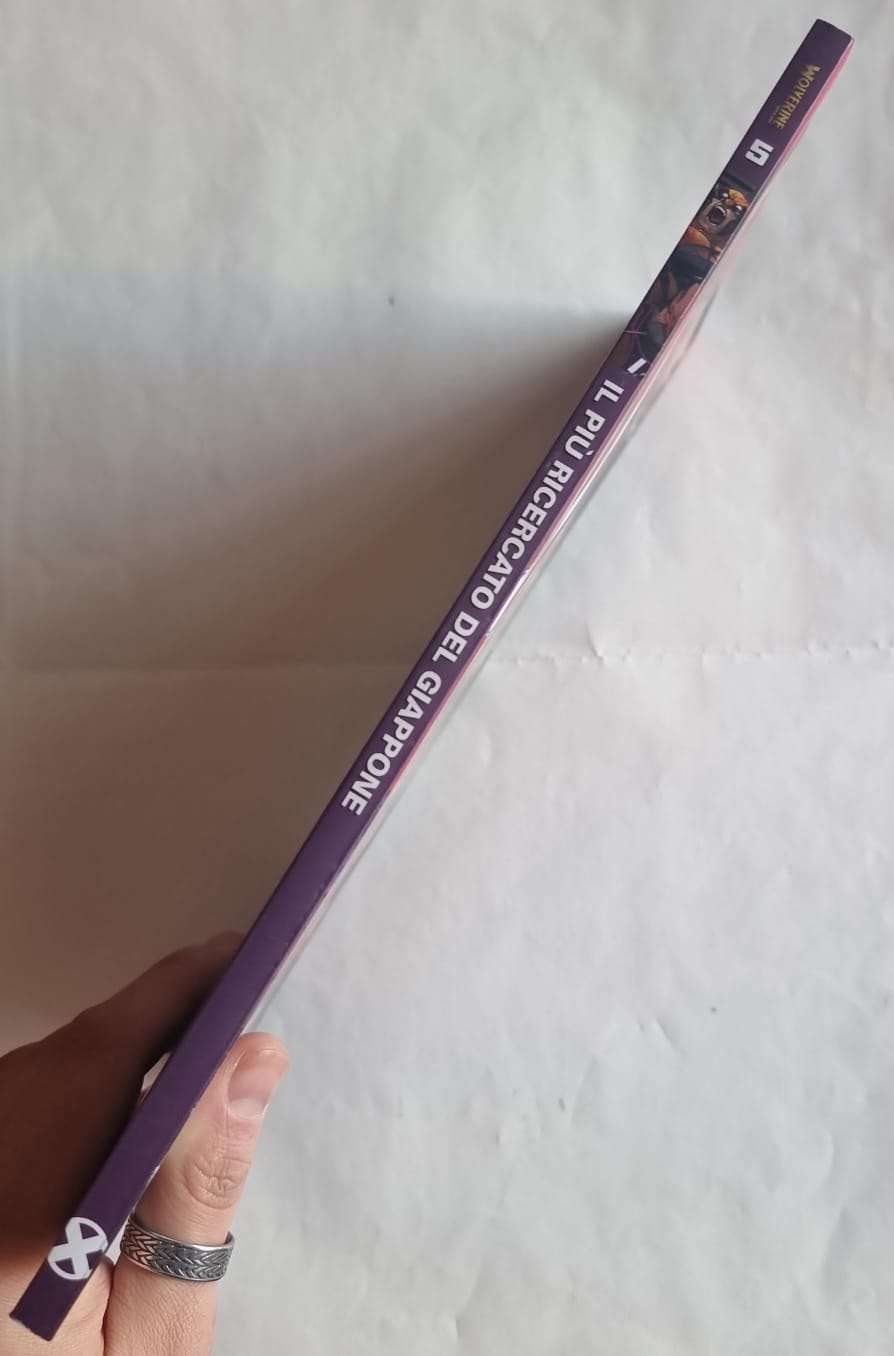 WOLVERINE
5
IL PIÙ RICERCATO DEL GIAPPONE